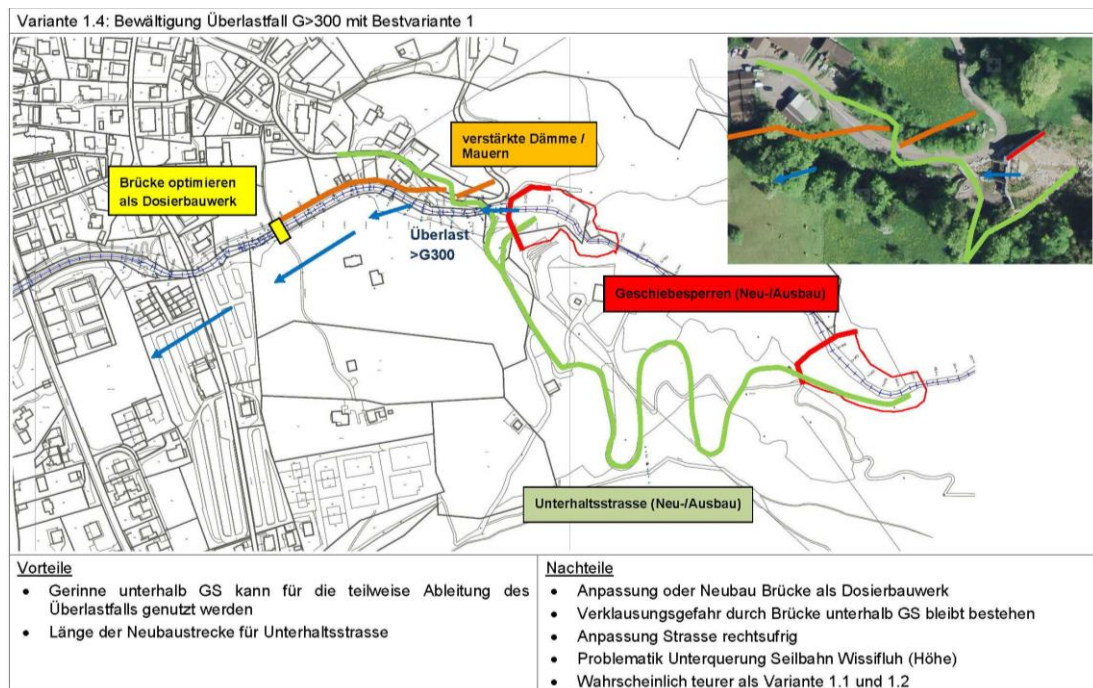 Variante 1.4: Bewältigung Überlastfall G>300 mit Bestvariante 1
verstärkte Dämme /
Mauern
Brücke optimieren
als Dosierbauwerk
Überlast
>G300
Geschiebesperren (Neu-/Ausbau)
Unterhaltsstrasse (Neu-/Ausbau)
Vorteile
• Gerinne unterhalb GS kann für die teilweise Ableitung des
Überlastfalls genutzt werden
• Länge der Neubaustrecke für Unterhaltsstrasse
Nachteile
• Anpassung oder Neubau Brücke als Dosierbauwerk
• Verklausungsgefahr durch Brücke unterhalb GS bleibt bestehen
• Anpassung Strasse rechtsufrig
• Problematik Unterquerung Seilbahn Wissifluh (Höhe)
• Wahrscheinlich teurer als Variante 1.1 und 1.2